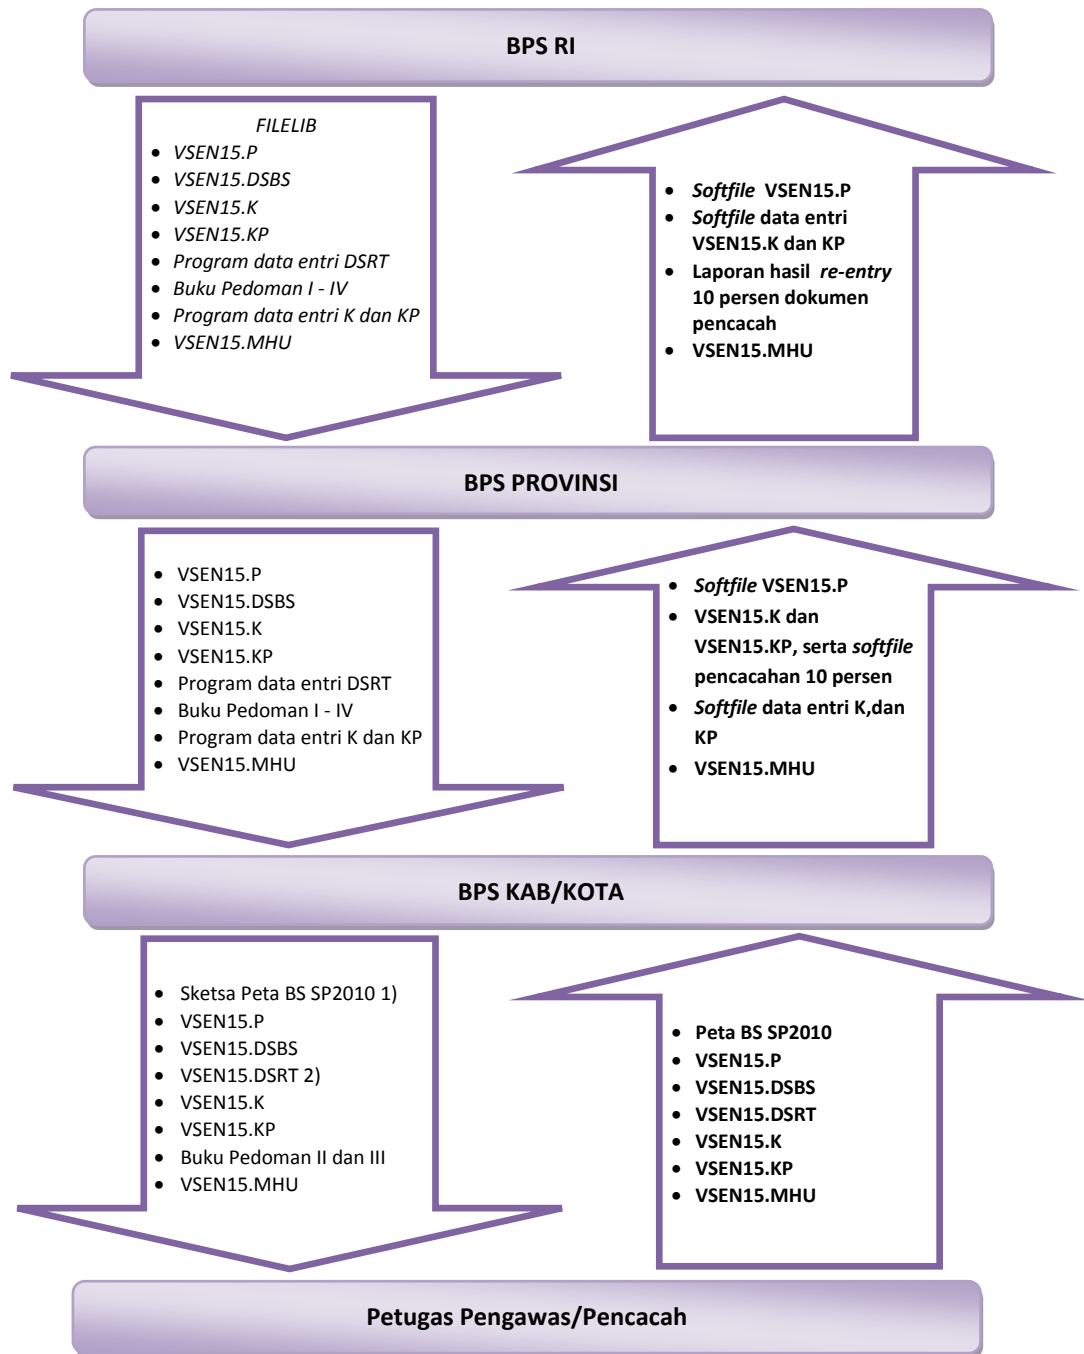 BPS RI
FILELIB
• VSEN15.P
• VSEN15.DSBS
• VSEN15.K
• VSEN15.KP
• Program data entri DSRT
• Buku Pedoman I - IV
• Program data entri K dan KP
• VSEN15.MHU
• Softfile VSEN15.P
• Softfile data entri
VSEN15.K dan KP
• Laporan hasil re-entry
10 persen dokumen
pencacah
• VSEN15.MHU
BPS PROVINSI
• VSEN15.P
• VSEN15.DSBS
• VSEN15.K
• VSEN15.KP
• Program data entri DSRT
• Buku Pedoman I - IV
• Program data entri K dan KP
• VSEN15.MHU
• Softfile VSEN15.P
• VSEN15.K dan
VSEN15.KP, serta softfile
pencacahan 10 persen
• Softfile data entri K,dan
KP
• VSEN15.MHU
BPS KAB/KOTA
• Sketsa Peta BS SP2010 1)
• VSEN15.P
• VSEN15.DSBS
• VSEN15.DSRT 2)
• VSEN15.K
• VSEN15.KP
• Buku Pedoman II dan III
• VSEN15.MHU
• Peta BS SP2010
• VSEN15.P
• VSEN15.DSBS
• VSEN15.DSRT
• VSEN15.K
• VSEN15.KP
• VSEN15.MHU
Petugas Pengawas/Pencacah